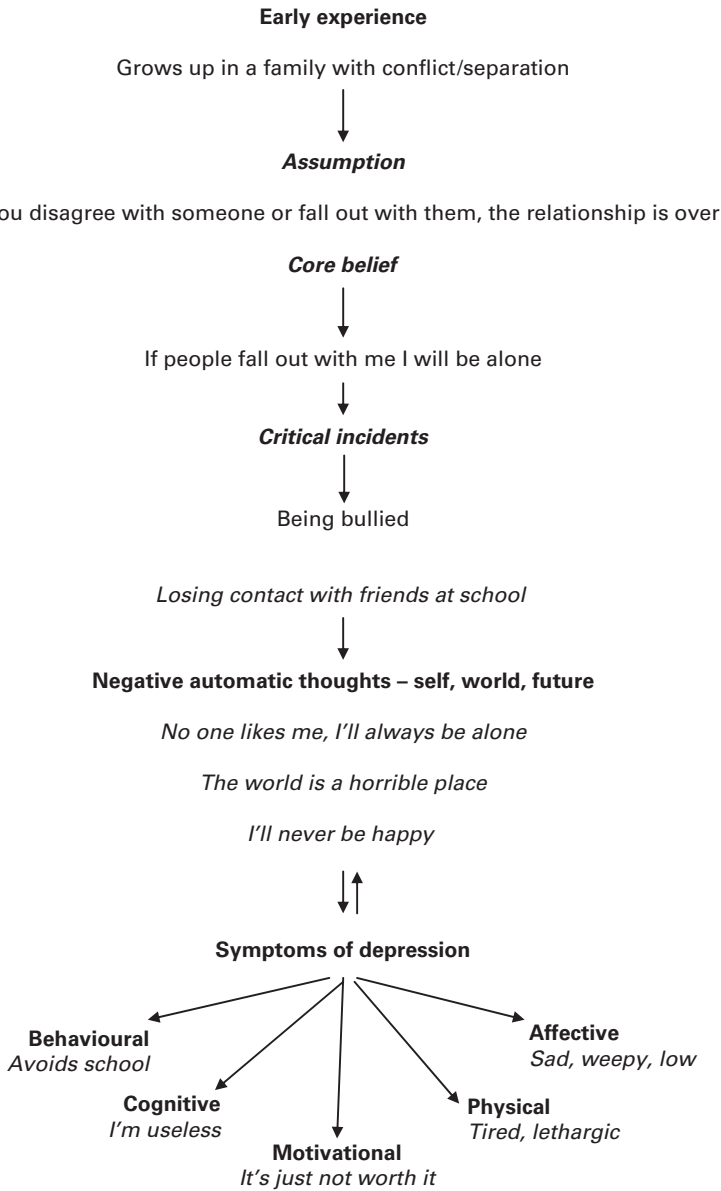 Early experience
Grows up in a family with conflict/separation
Assumption
you disagree with someone or fall out with them, the relationship is over
Core belief
If people fall out with me I will be alone
Critical incidents
Being bullied
Losing contact with friends at school
Negative automatic thoughts – self, world, future
No one likes me, I'll always be alone
The world is a horrible place
I'll never be happy
Symptoms of depression
Behavioural
Avoids school
Affective
Sad, weepy, low
Cognitive
I'm useless
Physical
Tired, lethargic
Motivational
It's just not worth it